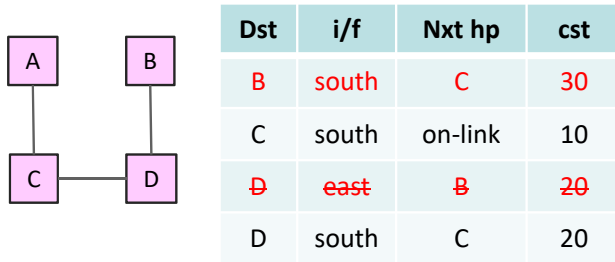 A B
C D
Dst i/f Nxt hp cst
B south C 30
C south on-link 10
D east B 20
D south C 20